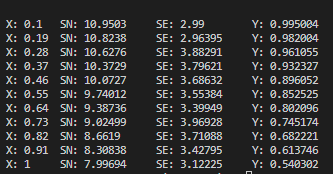 X: 0.1 SN: 10.9503 SE: 2.99 Y: 0.995004
X: 0.19 SN: 10.8238 SE: 2.96395 Y: 0.982004
X: 0.28 SN: 10.6276 SE: 3.88291 Y: 0.961055
X: 0.37 SN: 10.3729 SE: 3.79621 Y: 0.932327
X: 0.46 SN: 10.0727 SE: 3.68632 Y: 0.896052
X: 0.55 SN: 9.74012 SE: 3.55384 Y: 0.852525
X: 0.64 SN: 9.38736 SE: 3.39949 Y: 0.802096
X: 0.73 SN: 9.02499 SE: 3.96928 Y: 0.745174
X: 0.82 SN: 8.6619 SE: 3.71088 Y: 0.682221
X: 0.91 SN: 8.30838 SE: 3.42795 Y: 0.613746
X: 1 SN: 7.99694 SE: 3.12225 Y: 0.540302